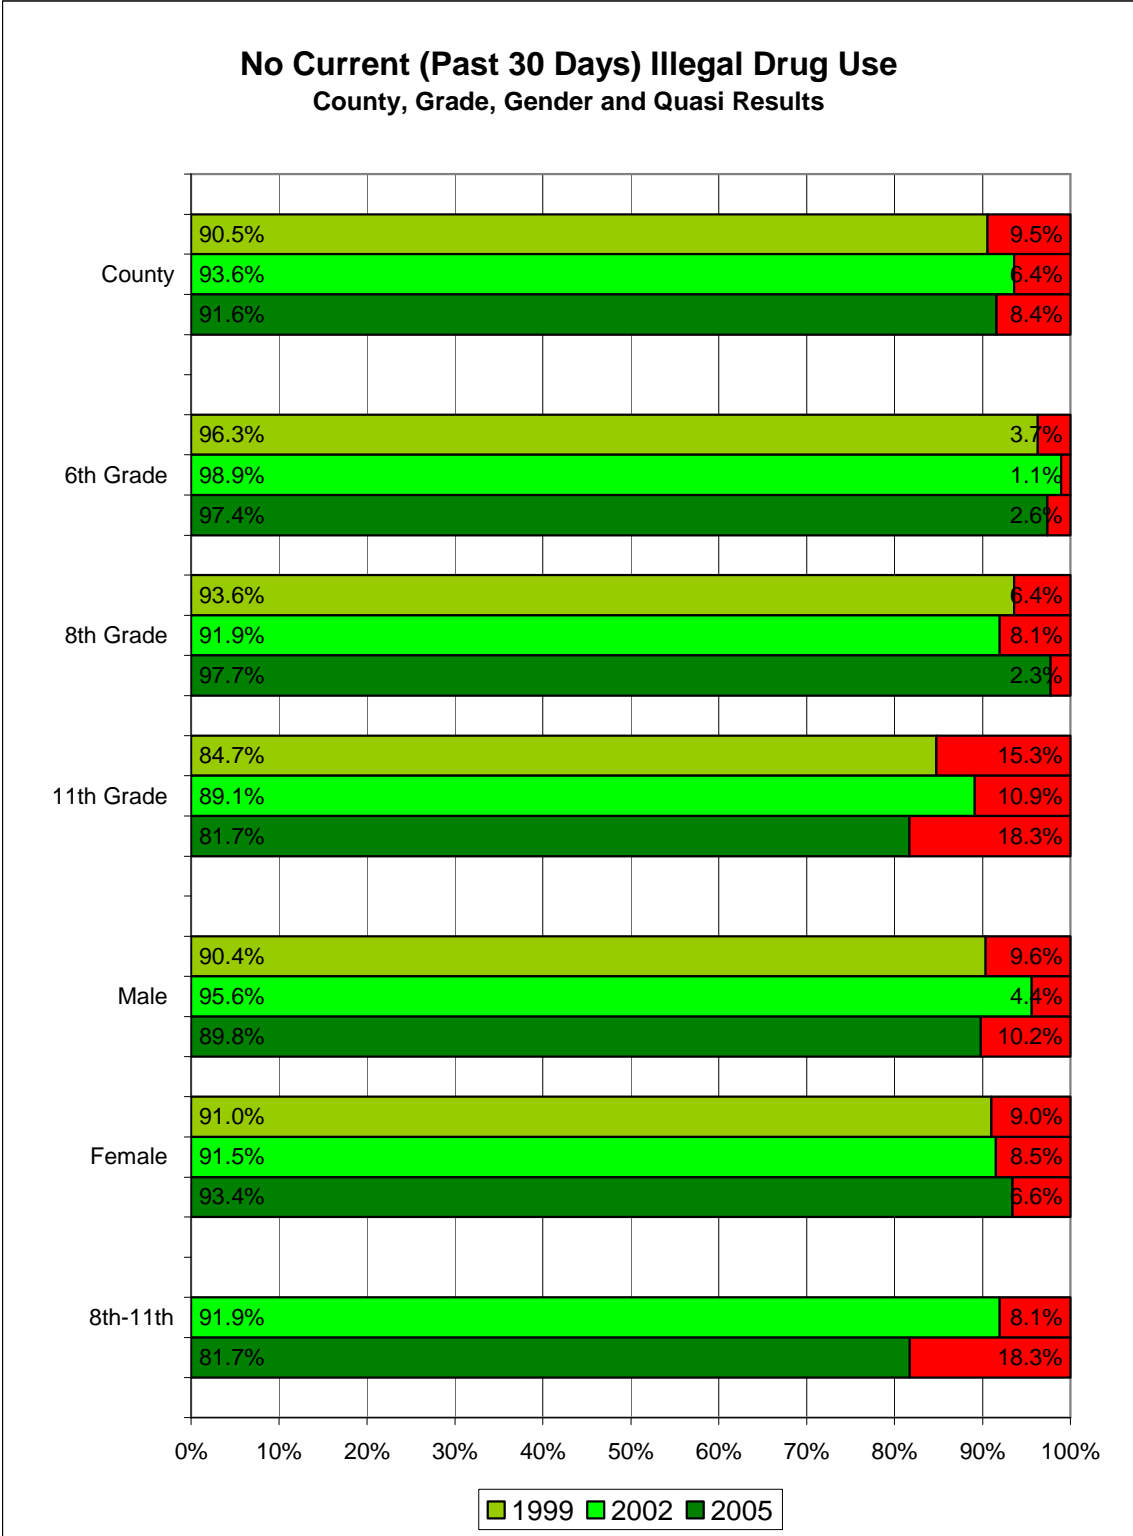 No Current (Past 30 Days) Illegal Drug Use
County, Grade, Gender and Quasi Results
90.5% 9.5%
County 93.6% 6.4%
91.6% 8.4%
96.3% 3.7%
6th Grade 98.9% 1.1%
97.4% 2.6%
93.6% 6.4%
8th Grade 91.9% 8.1%
97.7% 2.3%
84.7% 15.3%
11th Grade 89.1% 10.9%
81.7% 18.3%
90.4% 9.6%
Male 95.6% 4.4%
89.8% 10.2%
91.0% 9.0%
Female 91.5% 8.5%
93.4% 6.6%
8th-11th 91.9% 8.1%
81.7% 18.3%
0% 10% 20% 30% 40% 50% 60% 70% 80% 90% 100%
1999 2002 2005